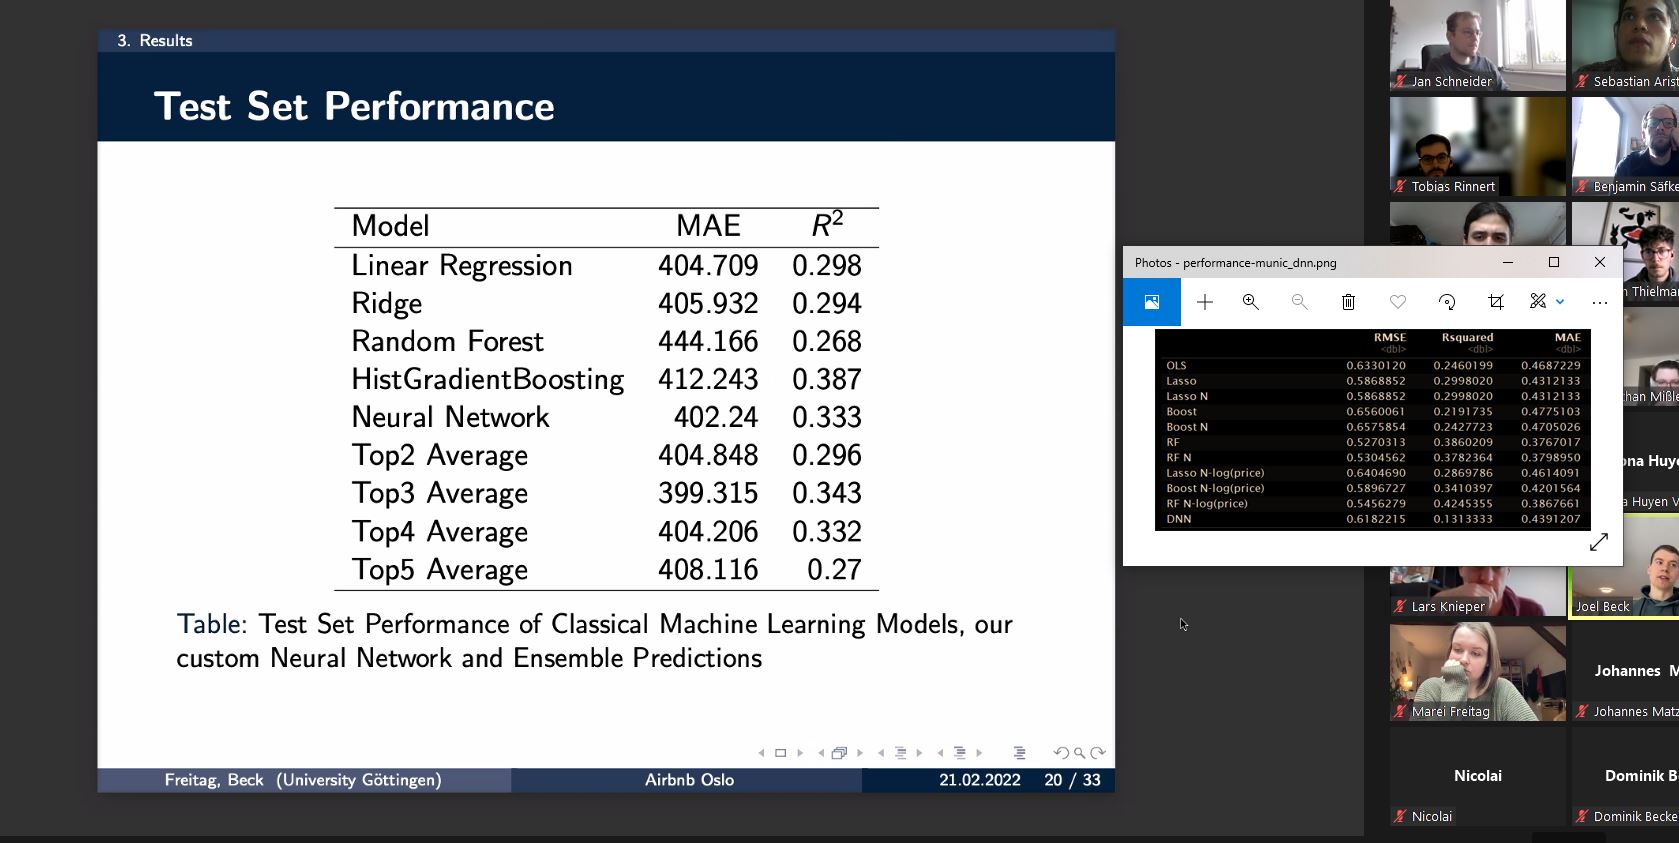 3. Results
Test Set Performance
Model MAE R²
Linear Regression 404.709 0.298
Ridge 405.932 0.294
Random Forest 444.166 0.268
HistGradientBoosting 412.243 0.387
Neural Network 402.24 0.333
Top2 Average 404.848 0.296
Top3 Average 399.315 0.343
Top4 Average 404.206 0.332
Top5 Average 408.116 0.27
Table: Test Set Performance of Classical Machine Learning Models, our
custom Neural Network and Ensemble Predictions
Freitag, Beck (University Göttingen) Airbnb Oslo 21.02.2022 20 / 33
Photos - performance-munic_dnn.png
RMSE Rsquared MAE
<dbl> <dbl> <dbl>
OLS 0.6330120 0.2460199 0.4687229
Lasso 0.5868852 0.2998020 0.4312133
Lasso N 0.5868852 0.2998020 0.4312133
Boost 0.6560061 0.2191735 0.4775103
Boost N 0.6575854 0.2427723 0.4705026
RF 0.5270313 0.3860209 0.3767017
RF N 0.5304562 0.3782364 0.3798950
Lasso N-log(price) 0.6404690 0.2869786 0.4614091
Boost N-log(price) 0.5896727 0.3410397 0.4201564
RF N-log(price) 0.5456279 0.4245355 0.3867661
DNN 0.6182215 0.1313333 0.4391207
Jan Schneider
Sebastian Arist
Tobias Rinnert
Benjamin Säfke
Thielma
han Mißle
ona Huye
a Huyen V
Lars Knieper
Joel Beck
Marei Freitag
Johannes M
Johannes Matz
Nicolai
Nicolai
Dominik B
Dominik Becke